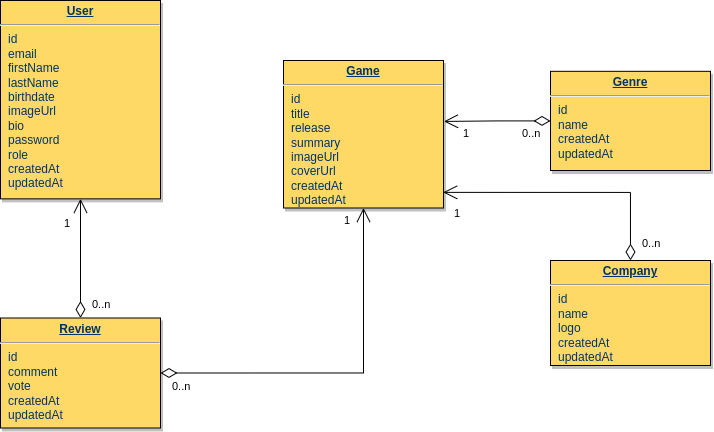 User
id
email
firstName
lastName
birthdate
imageUrl
bio
password
role
createdAt
updatedAt
1
0..n
Review
id
comment
vote
createdAt
updatedAt
0..n
1
Game
id
title
release
summary
imageUrl
coverUrl
createdAt
updatedAt
1
0..n
Genre
id
name
createdAt
updatedAt
1
0..n
Company
id
name
logo
createdAt
updatedAt